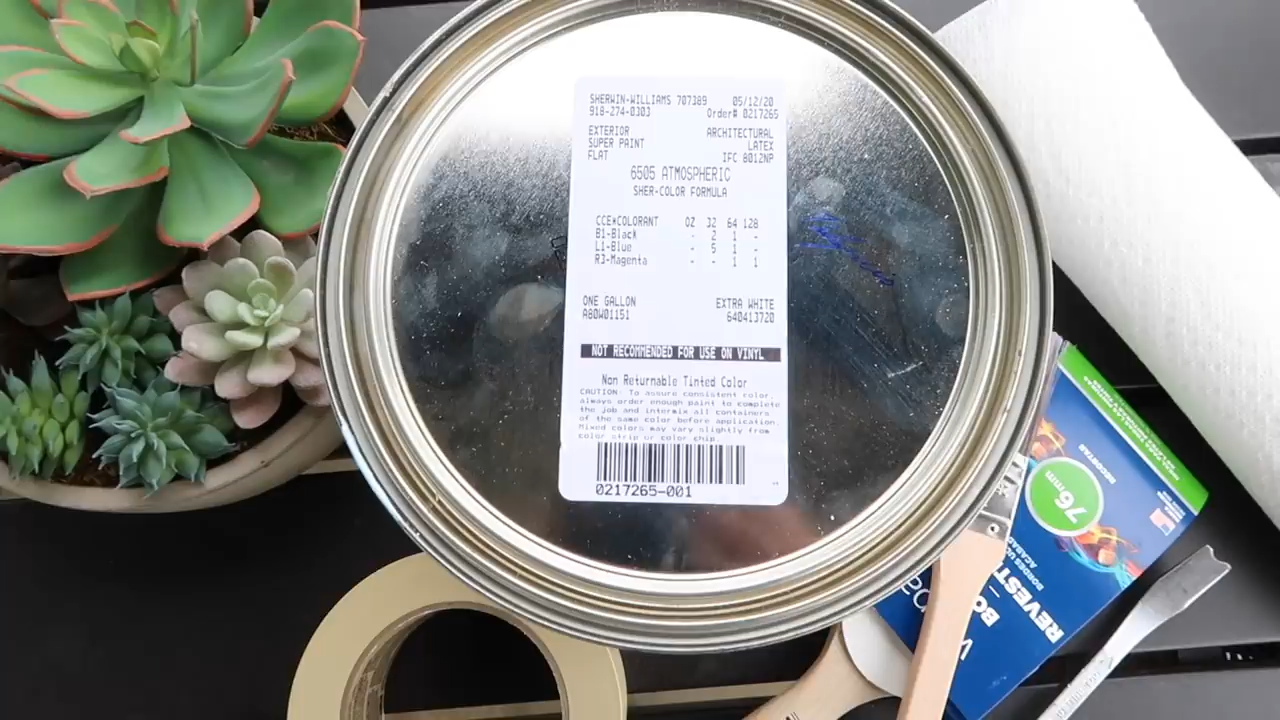 SHERWIN-WILLIAMS 707389 05/12/20
918-274-0303 Order# 0217265
EXTERIOR ARCHITECTURAL
SUPER PAINT LATEX
FLAT IFC 8012NP
6505 ATMOSPHERIC
SHER-COLOR FORMULA
CCE*COLORANT OZ 32 64 128
B1-Black - 2 1 -
L1-Blue - 5 1 -
R3-Magenta - - 1 1
ONE GALLON EXTRA WHITE
A80W01151 640413720
NOT RECOMMENDED FOR USE ON VINYL
Non Returnable Tinted Color
CAUTION: To assure consistent color,
always order enough paint to complete
the job and intermix all containers
of the same color before application.
Mixed colors may vary slightly from
color strip or color chip.
0217265-001
76mm
REVEST
BORDES